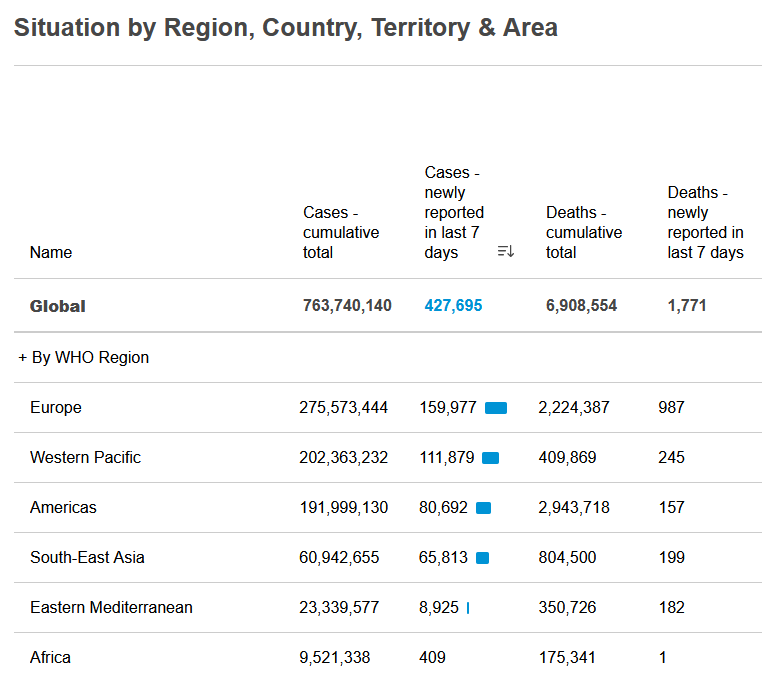 Situation by Region, Country, Territory & Area
Name
Cases -
cumulative
total
Cases -
newly
reported
in last 7
days
Deaths -
cumulative
total
Deaths -
newly
reported in
last 7 days
Global 763,740,140 427,695 6,908,554 1,771
+ By WHO Region
Europe 275,573,444 159,977 2,224,387 987
Western Pacific 202,363,232 111,879 409,869 245
Americas 191,999,130 80,692 2,943,718 157
South-East Asia 60,942,655 65,813 804,500 199
Eastern Mediterranean 23,339,577 8,925 350,726 182
Africa 9,521,338 409 175,341 1